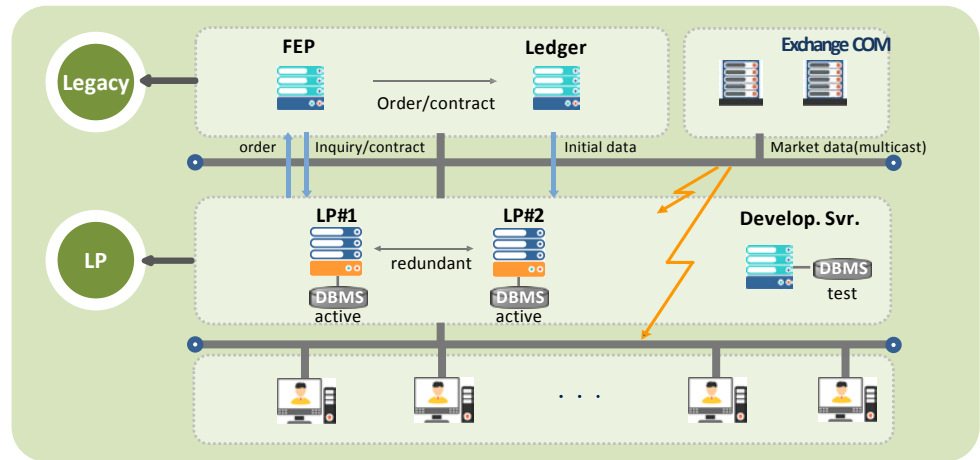 FEP
Ledger
Exchange COM
Legacy
Order/contract
order
Inquiry/contract
Initial data
Market data(multicast)
LP#1
LP#2
Develop. Svr.
LP
redundant
DBMS
DBMS
DBMS
active
active
test
. . .